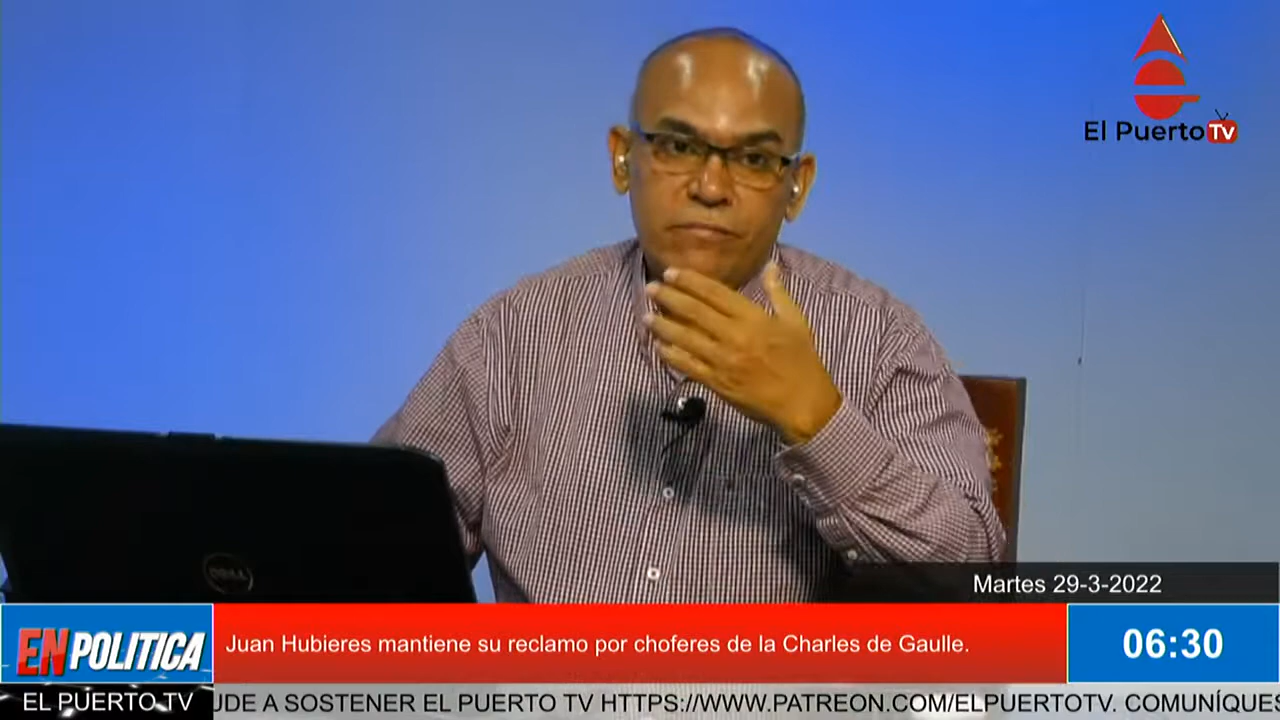 El Puerto TV
DELL
Martes 29-3-2022
EN POLITICA
Juan Hubieres mantiene su reclamo por choferes de la Charles de Gaulle.
06:30
EL PUERTO TV
UDE A SOSTENER EL PUERTO TV HTTPS://WWW.PATREON.COM/ELPUERTOTV. COMUNÍQUES